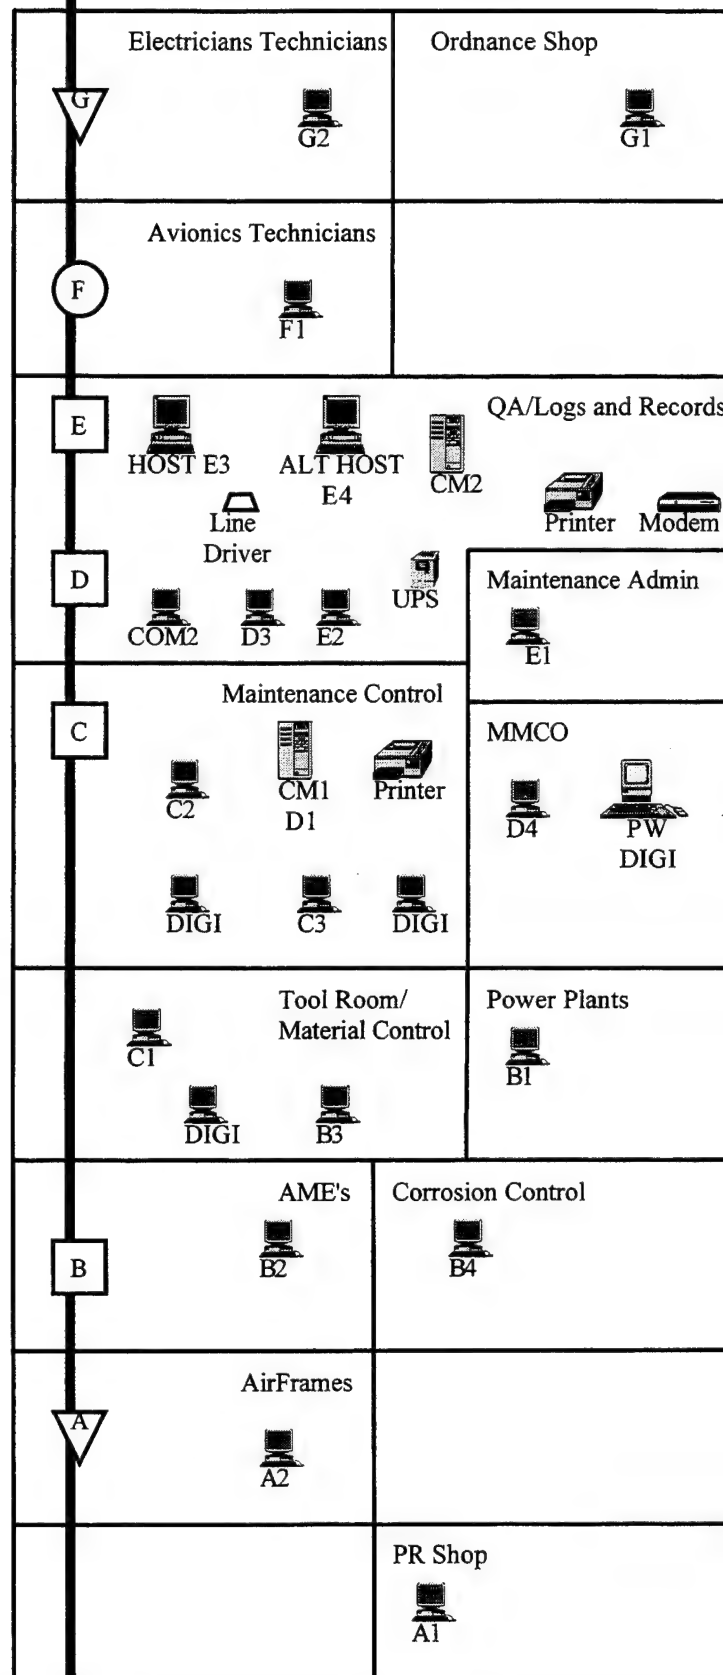 Electricians Technicians
Ordnance Shop
G
G2
G1
Avionics Technicians
F
F1
E
QA/Logs and Records
HOST E3
ALT HOST
E4
CM2
Line
Driver
Printer
Modem
D
UPS
Maintenance Admin
COM2
D3
E2
E1
Maintenance Control
C
MMCO
C2
CM1
D1
Printer
D4
PW
DIGI
DIGI
C3
DIGI
Tool Room/
Material Control
Power Plants
C1
B1
DIGI
B3
AME's
Corrosion Control
B
B2
B4
AirFrames
A
A2
PR Shop
A1